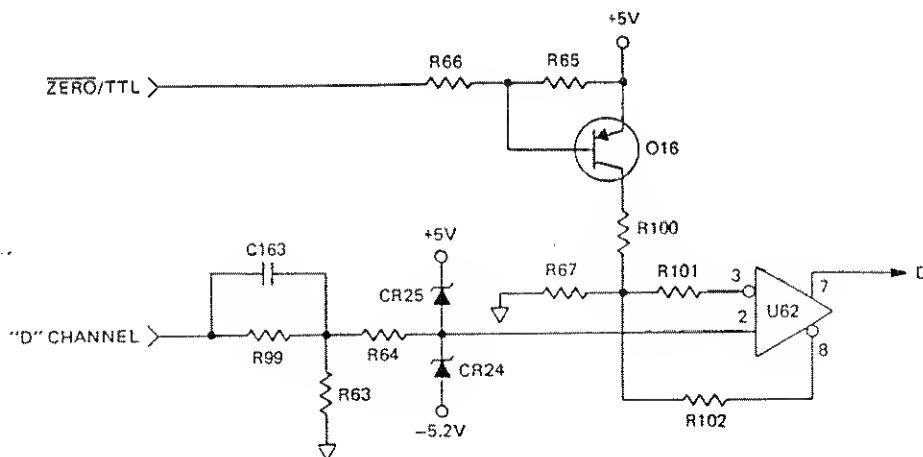 +5V
R66
R65
ZERO/TTL
O16
R100
+5V
C163
R67
R101
3
7
D
CR25
U62
2
"D" CHANNEL
R99
R64
8
CR24
R63
R102
−5.2V